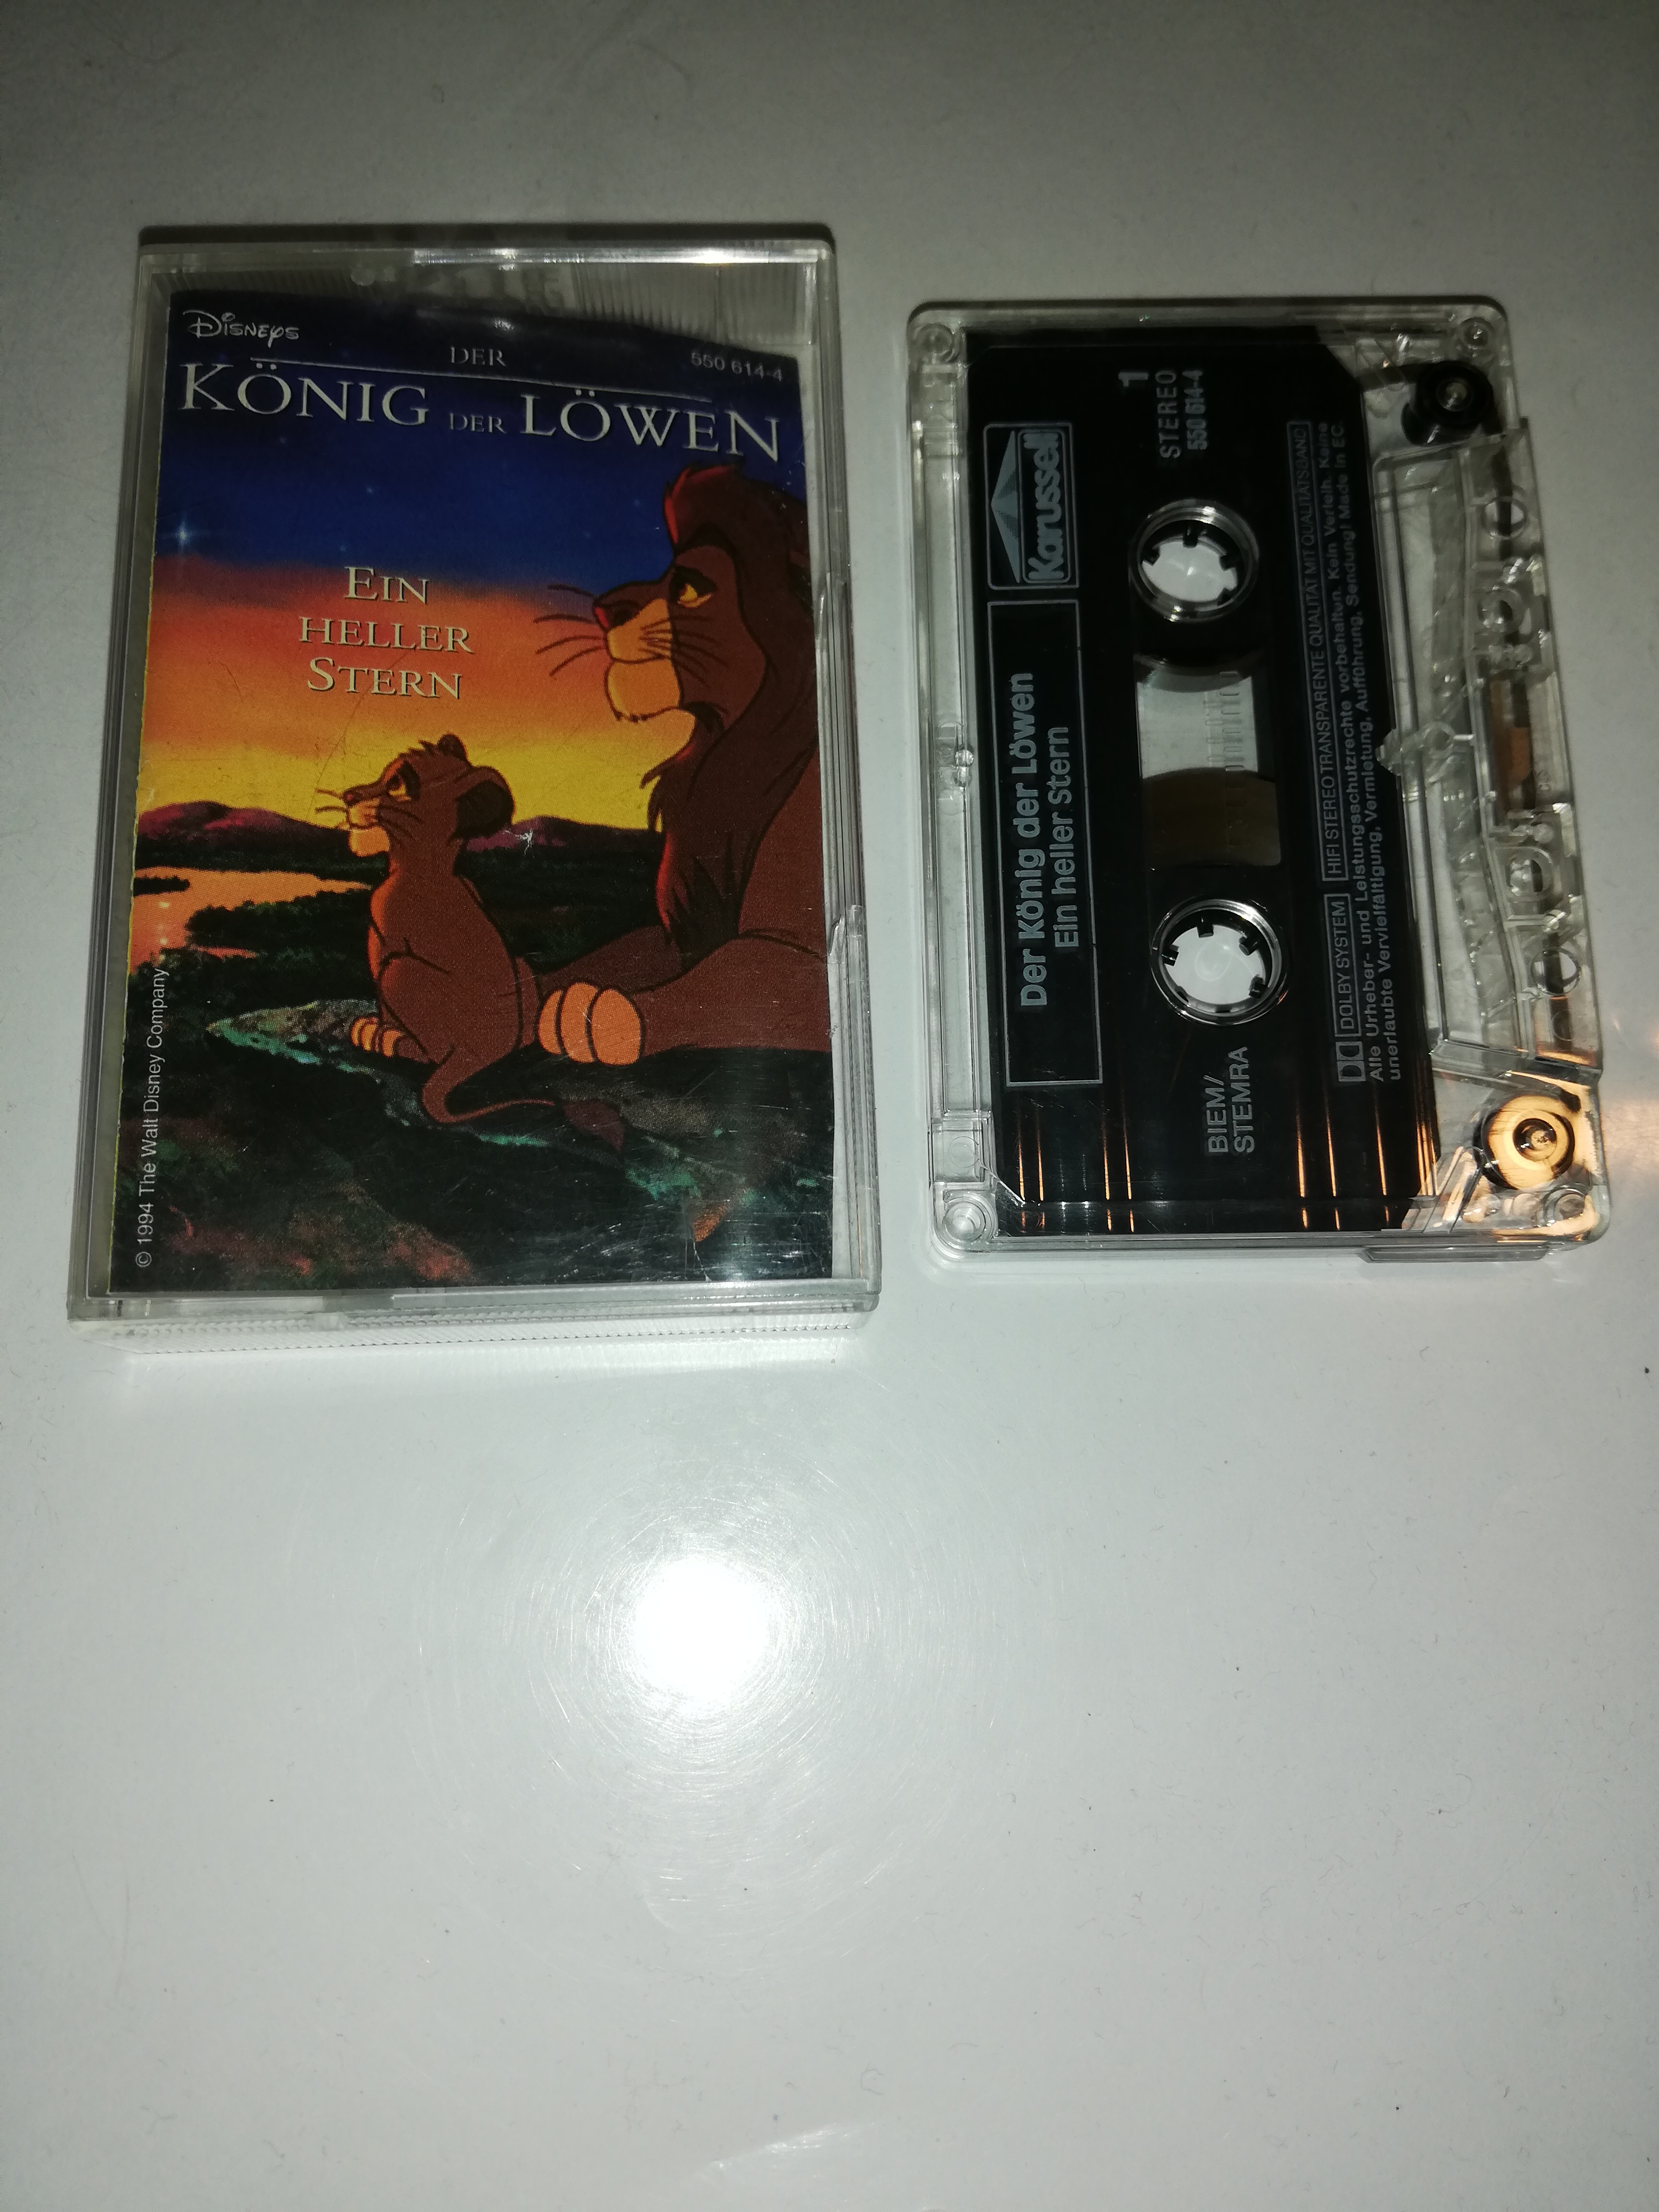 Disneys
DER
550 614-4
KÖNIG DER LÖWEN
EIN
HELLER
STERN
© 1994 The Walt Disney Company
Karussell
Der König der Löwen
Ein heller Stern
1
STEREO
550 614-4
BIEM/
STEMRA
DOLBY SYSTEM HIFI STEREO TRANSPARENTE QUALITÄT MIT QUALITÄTSBAND
Alle Urheber- und Leistungsschutzrechte vorbehalten. Kein Verleih. Keine
unerlaubte Vervielfältigung, Vermietung, Aufführung, Sendung! Made in EC.